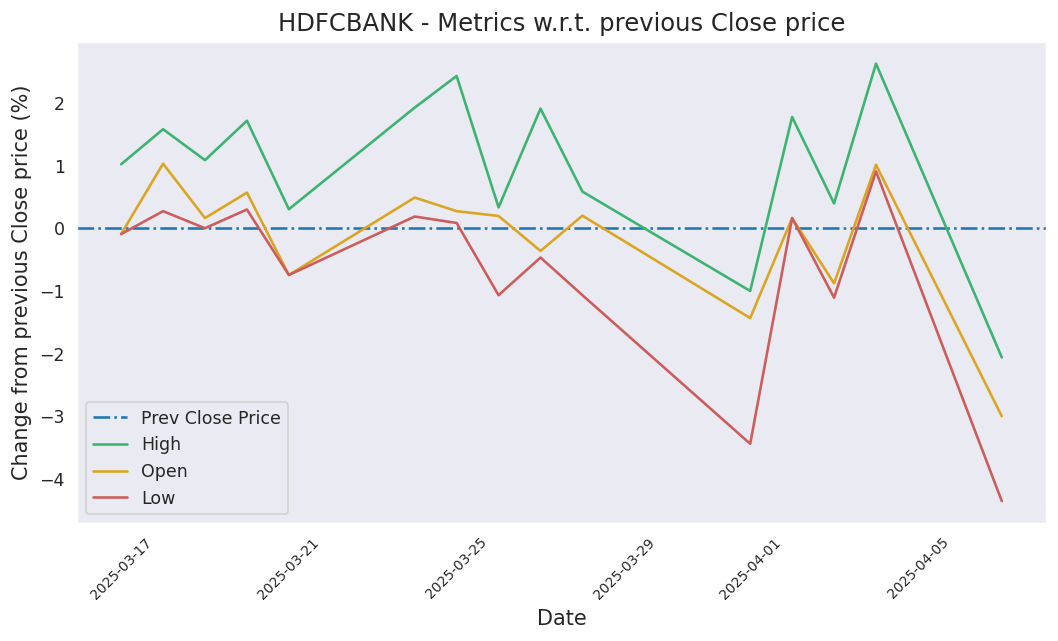 HDFCBANK - Metrics w.r.t. previous Close price
Change from previous Close price (%)
2
1
0
−1
−2
−3
−4
Prev Close Price
High
Open
Low
2025-03-17
2025-03-21
2025-03-25
2025-03-29
2025-04-01
2025-04-05
Date